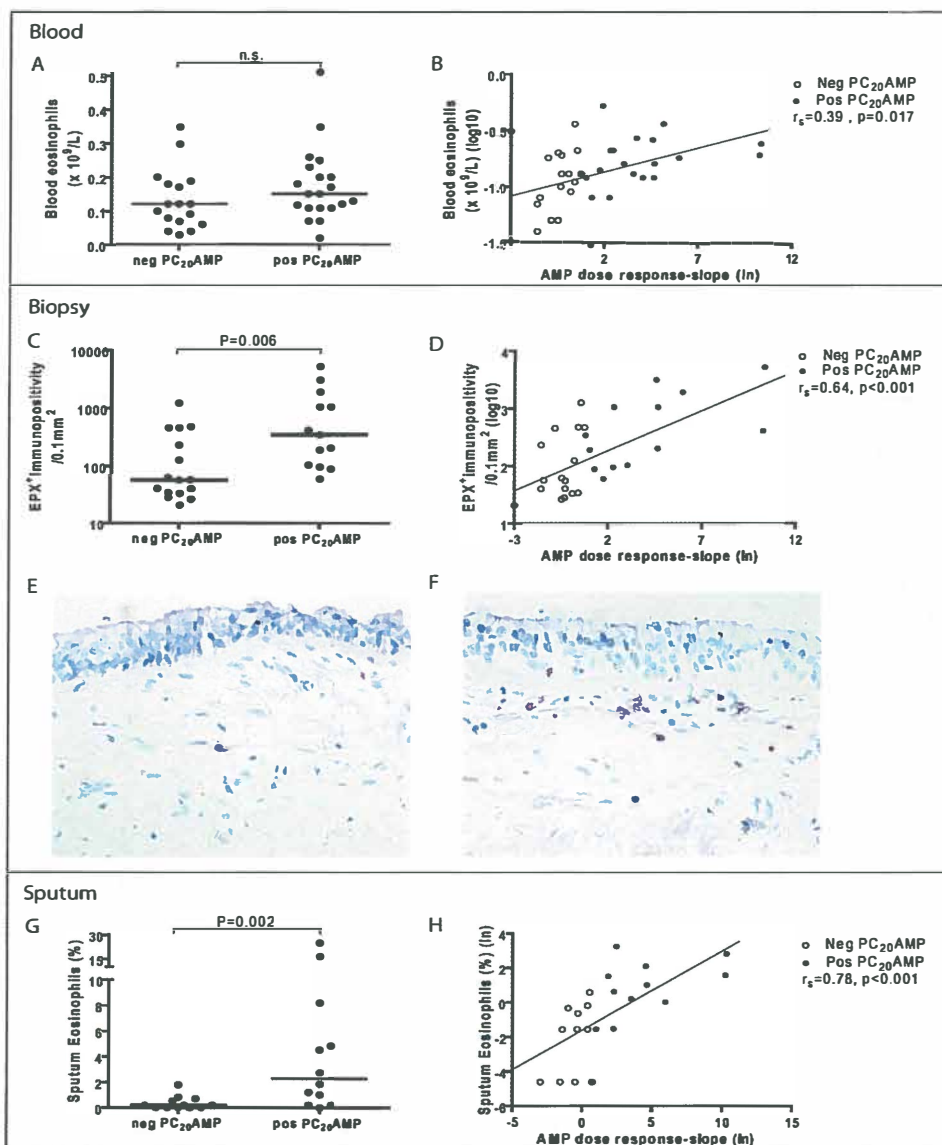 Blood
A
n.s.
Blood eosinophils
(x 10⁹/L)
0.5
0.4
0.3
0.2
0.1
0.0
neg PC₂₀AMP
pos PC₂₀AMP
B
Blood eosinophils
(x 10⁹/L) (log10)
0.0
-0.5
-1.0
-1.5
2
7
12
AMP dose response-slope (ln)
Neg PC₂₀AMP
Pos PC₂₀AMP
rₛ=0.39 , p=0.017
Biopsy
C
P=0.006
EPX⁺immunopositivity
/0.1mm²
10000
1000
100
10
neg PC₂₀AMP
pos PC₂₀AMP
D
EPX⁺immunopositivity
/0.1mm² (log10)
4
3
2
1
-3
2
7
12
AMP dose response-slope (ln)
Neg PC₂₀AMP
Pos PC₂₀AMP
rₛ=0.64, p<0.001
E
F
Sputum
G
P=0.002
Sputum Eosinophils (%)
30
15
10
8
6
4
2
0
neg PC₂₀AMP
pos PC₂₀AMP
H
Sputum Eosinophils (%) (ln)
4
2
0
-2
-4
-6
-5
0
5
10
15
AMP dose response-slope (ln)
Neg PC₂₀AMP
Pos PC₂₀AMP
rₛ=0.78, p<0.001